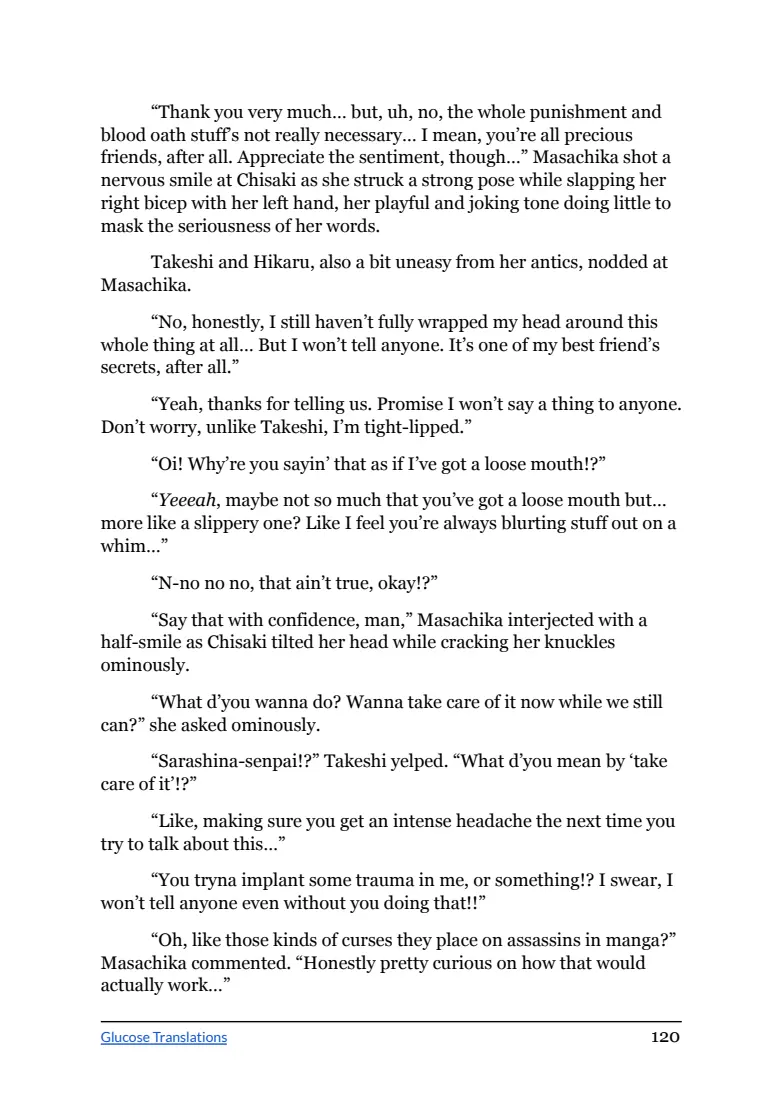 “Thank you very much… but, uh, no, the whole punishment and
blood oath stuff’s not really necessary… I mean, you’re all precious
friends, after all. Appreciate the sentiment, though…” Masachika shot a
nervous smile at Chisaki as she struck a strong pose while slapping her
right bicep with her left hand, her playful and joking tone doing little to
mask the seriousness of her words.
Takeshi and Hikaru, also a bit uneasy from her antics, nodded at
Masachika.
“No, honestly, I still haven’t fully wrapped my head around this
whole thing at all… But I won’t tell anyone. It’s one of my best friend’s
secrets, after all.”
“Yeah, thanks for telling us. Promise I won’t say a thing to anyone.
Don’t worry, unlike Takeshi, I’m tight-lipped.”
“Oi! Why’re you sayin’ that as if I’ve got a loose mouth!?”
“Yeeeah, maybe not so much that you’ve got a loose mouth but…
more like a slippery one? Like I feel you’re always blurting stuff out on a
whim…”
“N-no no no, that ain’t true, okay!?”
“Say that with confidence, man,” Masachika interjected with a
half-smile as Chisaki tilted her head while cracking her knuckles
ominously.
“What d’you wanna do? Wanna take care of it now while we still
can?” she asked ominously.
“Sarashina-senpai!?” Takeshi yelped. “What d’you mean by ‘take
care of it’!?”
“Like, making sure you get an intense headache the next time you
try to talk about this…”
“You tryna implant some trauma in me, or something!? I swear, I
won’t tell anyone even without you doing that!!”
“Oh, like those kinds of curses they place on assassins in manga?”
Masachika commented. “Honestly pretty curious on how that would
actually work…”
Glucose Translations 120